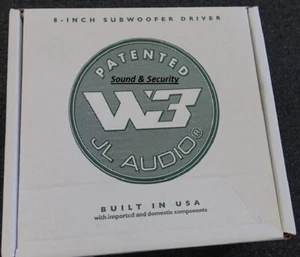 8-INCH SUBWOOFER DRIVER
PATENTED
Sound & Security
W3
JL AUDIO®
BUILT IN USA
with imported and domestic components